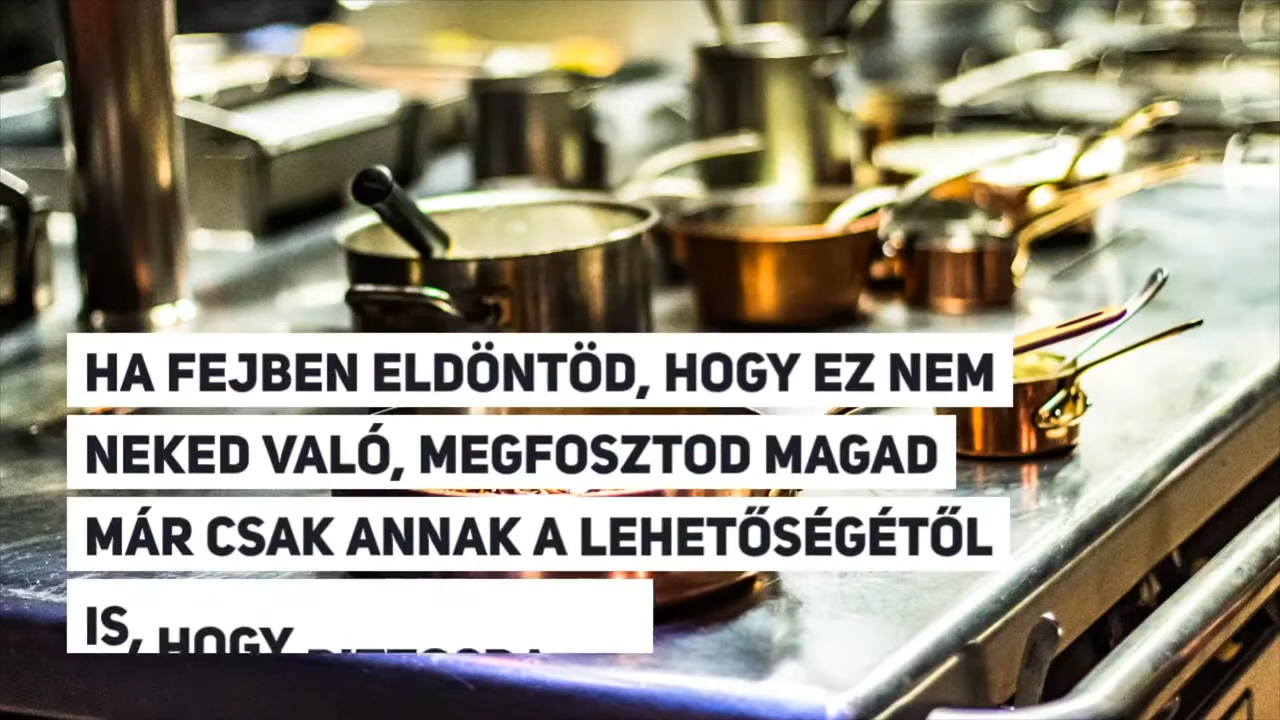 HA FEJBEN ELDÖNTÖD, HOGY EZ NEM
NEKED VALÓ, MEGFOSZTOD MAGAD
MÁR CSAK ANNAK A LEHETŐSÉGÉTŐL
IS, HOGY